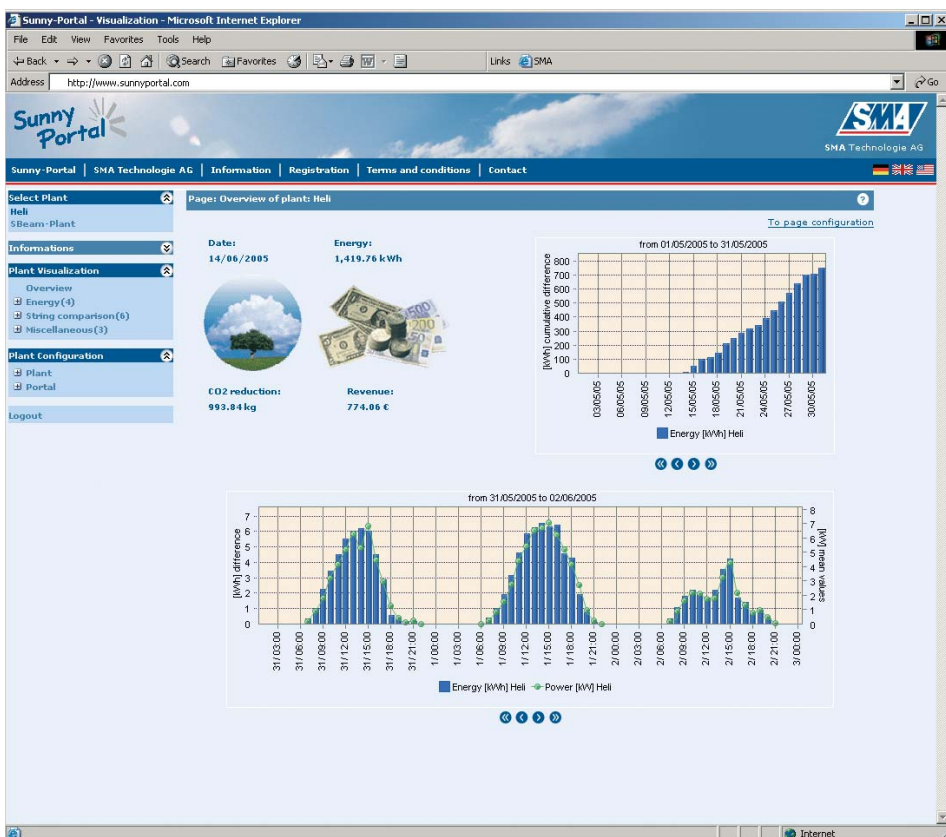 Sunny-Portal - Visualization - Microsoft Internet Explorer
File Edit View Favorites Tools Help
Back Search Favorites Links SMA
Address http://www.sunnyportal.com Go
Sunny Portal
SMA
SMA Technologie AG
Sunny-Portal | SMA Technologie AG | Information | Registration | Terms and conditions | Contact
Select Plant
Heli
SBeam-Plant
Informations
Plant Visualization
Overview
Energy(4)
String comparison(6)
Miscellaneous(3)
Plant Configuration
Plant
Portal
Logout
Page: Overview of plant: Heli ?
To page configuration
Date: Energy:
14/06/2005 1,419.76 kWh
CO2 reduction: Revenue:
993.84 kg 774.06 €
from 01/05/2005 to 31/05/2005
[kWh] cumulative difference
800
700
600
500
400
300
200
100
0
03/05/05 06/05/05 09/05/05 12/05/05 15/05/05 18/05/05 21/05/05 24/05/05 27/05/05 30/05/05
Energy [kWh] Heli
from 31/05/2005 to 02/06/2005
[kWh] difference
7
6
5
4
3
2
1
0
8
7
6
5
4
3
2
1
0
[kW] mean values
31/03:00 31/06:00 31/09:00 31/12:00 31/15:00 31/18:00 31/21:00 1/00:00 1/03:00 1/06:00 1/09:00 1/12:00 1/15:00 1/18:00 1/21:00 2/00:00 2/03:00 2/06:00 2/09:00 2/12:00 2/15:00 2/18:00 2/21:00 3/00:00
Energy [kWh] Heli Power [kW] Heli
Internet